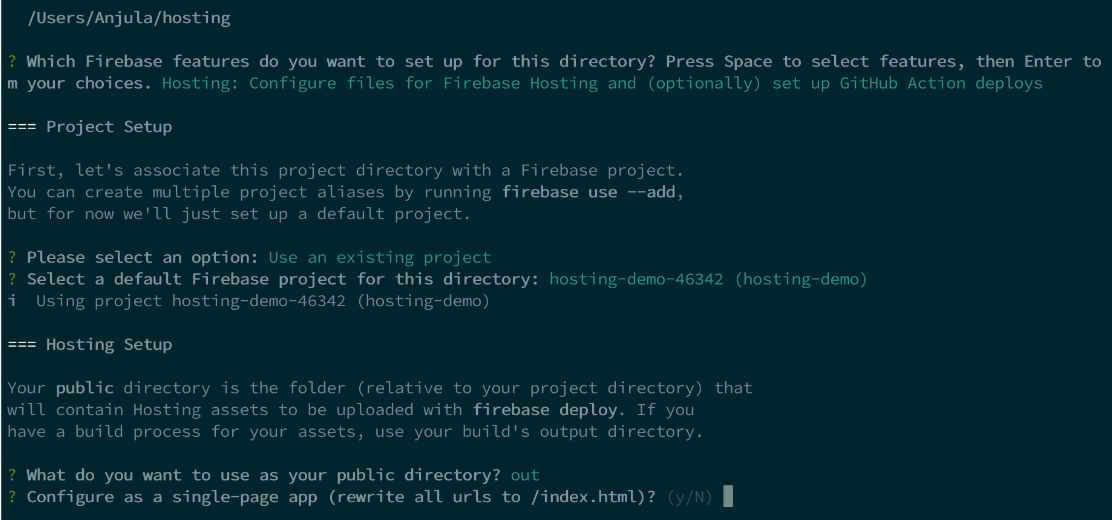 /Users/Anjula/hosting
? Which Firebase features do you want to set up for this directory? Press Space to select features, then Enter to
m your choices. Hosting: Configure files for Firebase Hosting and (optionally) set up GitHub Action deploys
=== Project Setup
First, let's associate this project directory with a Firebase project.
You can create multiple project aliases by running firebase use --add,
but for now we'll just set up a default project.
? Please select an option: Use an existing project
? Select a default Firebase project for this directory: hosting-demo-46342 (hosting-demo)
i  Using project hosting-demo-46342 (hosting-demo)
=== Hosting Setup
Your public directory is the folder (relative to your project directory) that
will contain Hosting assets to be uploaded with firebase deploy. If you
have a build process for your assets, use your build's output directory.
? What do you want to use as your public directory? out
? Configure as a single-page app (rewrite all urls to /index.html)? (y/N)